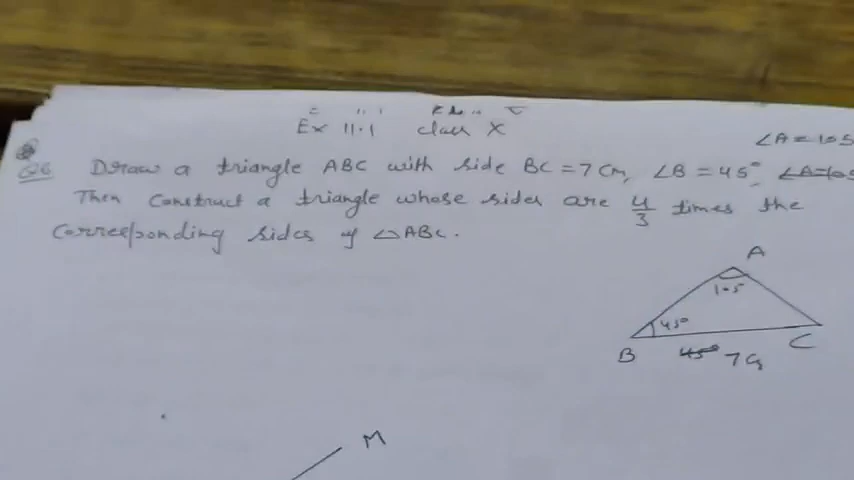 Ex 11.1 class X
∠A = 105
Q6 Draw a triangle ABC with side BC = 7 Cm, ∠B = 45° ∠A=105
Then construct a triangle whose sides are 4/3 times the
Corresponding sides of △ABC.
A
105
45°
B 45° 7 C
M